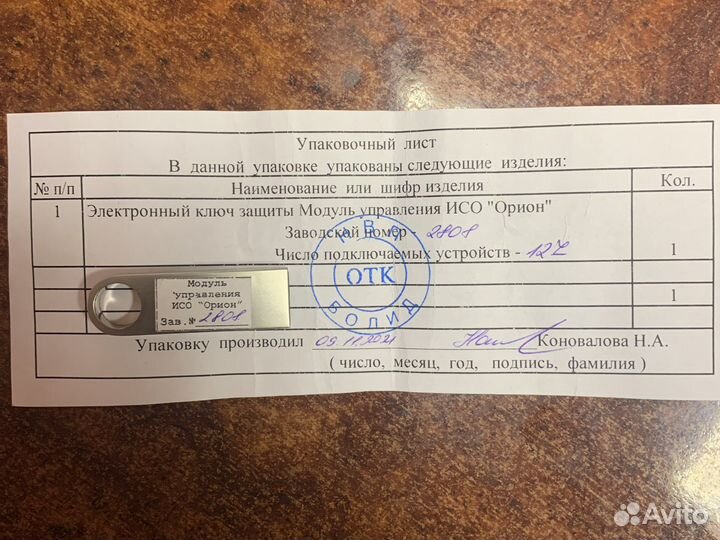 Упаковочный лист
В данной упаковке упакованы следующие изделия:
№ п/п Наименование или шифр изделия Кол.
1 Электронный ключ защиты Модуль управления ИСО "Орион"
Заводской номер - 2808
Число подключаемых устройств - 127 1
1
НВП
ОТК
БОЛИД
Модуль
управления
ИСО "Орион"
Зав.№ 2808
Упаковку производил 09.11.2021 Коновалова Н.А.
( число, месяц, год, подпись, фамилия )
Avito